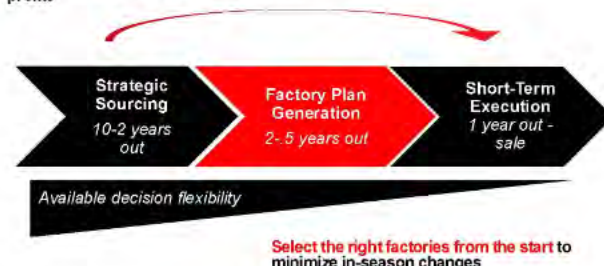 Strategic
Sourcing
10-2 years
out
Factory Plan
Generation
2-.5 years out
Short-Term
Execution
1 year out -
sale
Available decision flexibility
Select the right factories from the start to
minimize in-season changes